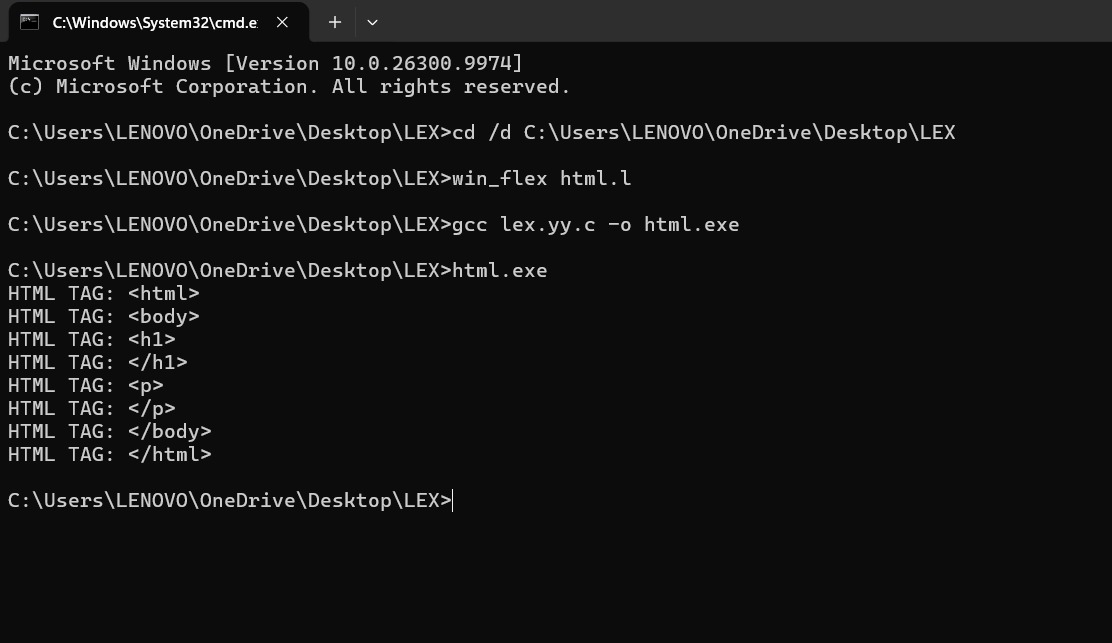 C:\Windows\System32\cmd.e
Microsoft Windows [Version 10.0.26300.9974]
(c) Microsoft Corporation. All rights reserved.
C:\Users\LENOVO\OneDrive\Desktop\LEX>cd /d C:\Users\LENOVO\OneDrive\Desktop\LEX
C:\Users\LENOVO\OneDrive\Desktop\LEX>win_flex html.l
C:\Users\LENOVO\OneDrive\Desktop\LEX>gcc lex.yy.c -o html.exe
C:\Users\LENOVO\OneDrive\Desktop\LEX>html.exe
HTML TAG: <html>
HTML TAG: <body>
HTML TAG: <h1>
HTML TAG: </h1>
HTML TAG: <p>
HTML TAG: </p>
HTML TAG: </body>
HTML TAG: </html>
C:\Users\LENOVO\OneDrive\Desktop\LEX>